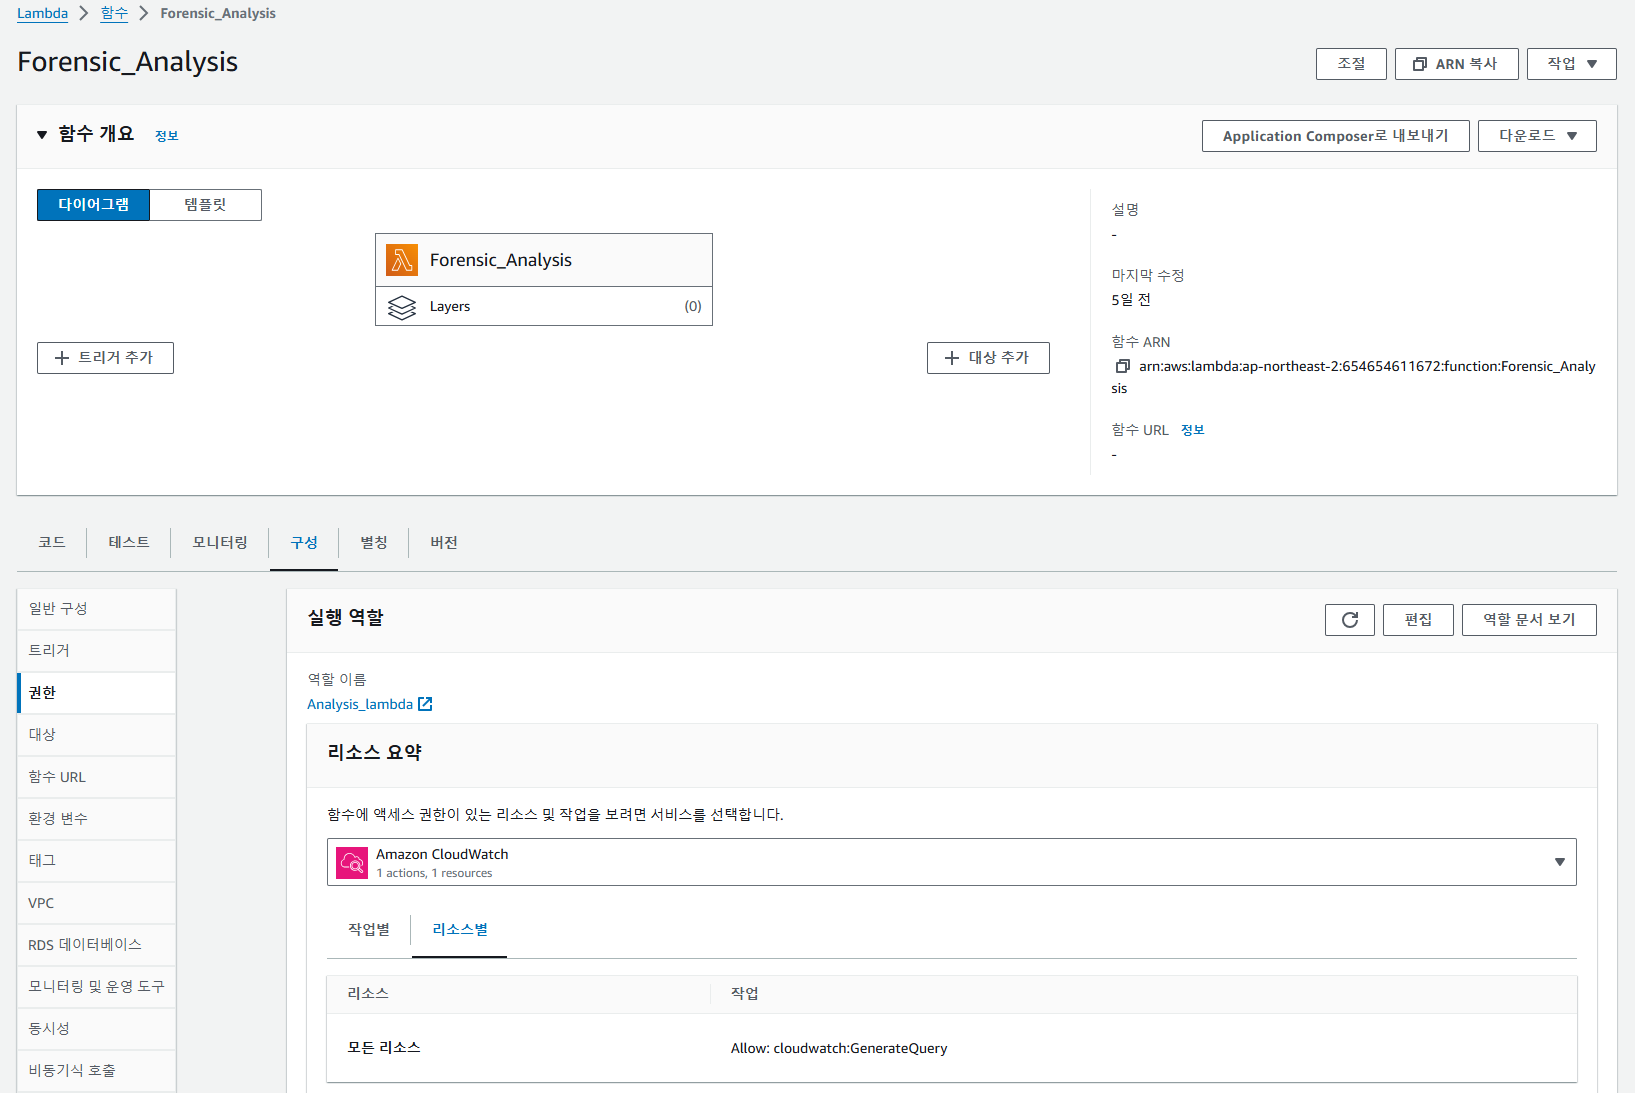 Lambda > 함수 > Forensic_Analysis
Forensic_Analysis
조절
ARN 복사
작업
함수 개요 정보
Application Composer로 내보내기
다운로드
다이어그램
템플릿
Forensic_Analysis
Layers (0)
트리거 추가
대상 추가
설명
-
마지막 수정
5일 전
함수 ARN
arn:aws:lambda:ap-northeast-2:654654611672:function:Forensic_Analy
sis
함수 URL 정보
-
코드
테스트
모니터링
구성
별칭
버전
일반 구성
트리거
권한
대상
함수 URL
환경 변수
태그
VPC
RDS 데이터베이스
모니터링 및 운영 도구
동시성
비동기식 호출
실행 역할
편집
역할 문서 보기
역할 이름
Analysis_lambda
리소스 요약
함수에 액세스 권한이 있는 리소스 및 작업을 보려면 서비스를 선택합니다.
Amazon CloudWatch
1 actions, 1 resources
작업별
리소스별
리소스 작업
모든 리소스 Allow: cloudwatch:GenerateQuery